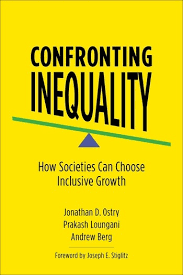 CONFRONTING
INEQUALITY
How Societies Can Choose
Inclusive Growth
Jonathan D. Ostry
Prakash Loungani
Andrew Berg
Foreword by Joseph E. Stiglitz